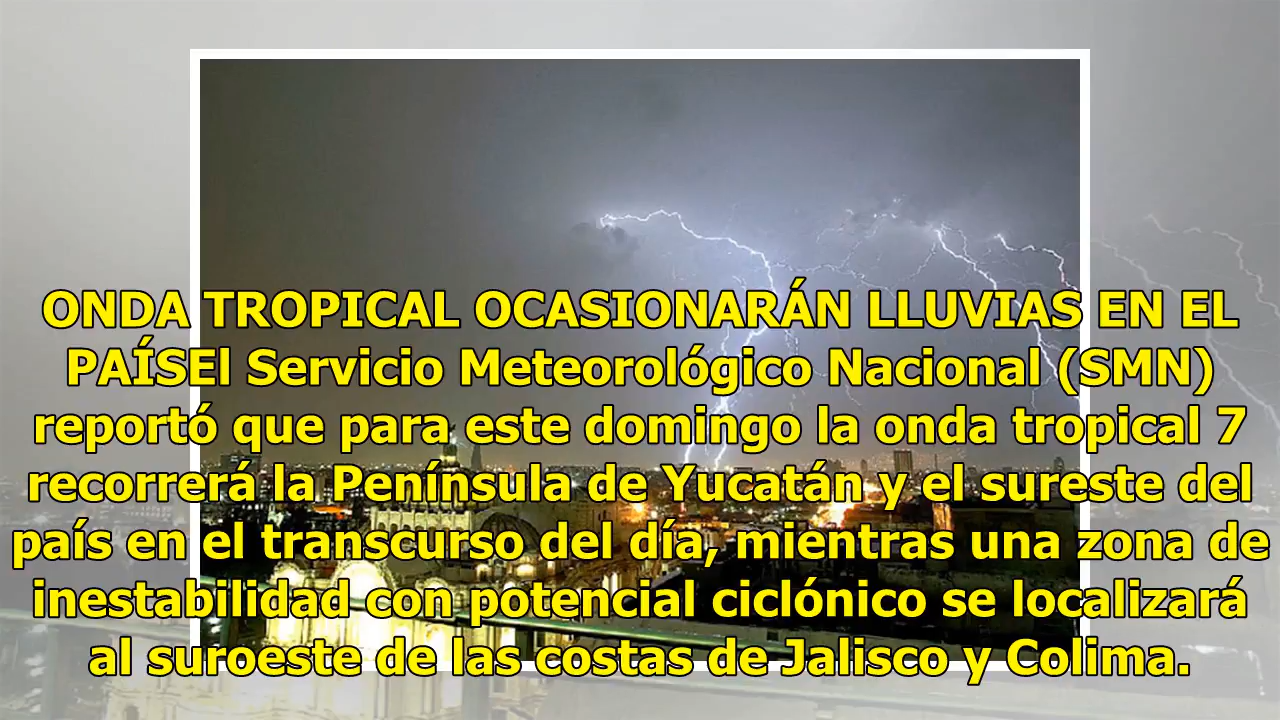 ONDA TROPICAL OCASIONARÁN LLUVIAS EN EL
PAÍSEl Servicio Meteorológico Nacional (SMN)
reportó que para este domingo la onda tropical 7
recorrerá la Península de Yucatán y el sureste del
país en el transcurso del día, mientras una zona de
inestabilidad con potencial ciclónico se localizará
al suroeste de las costas de Jalisco y Colima.